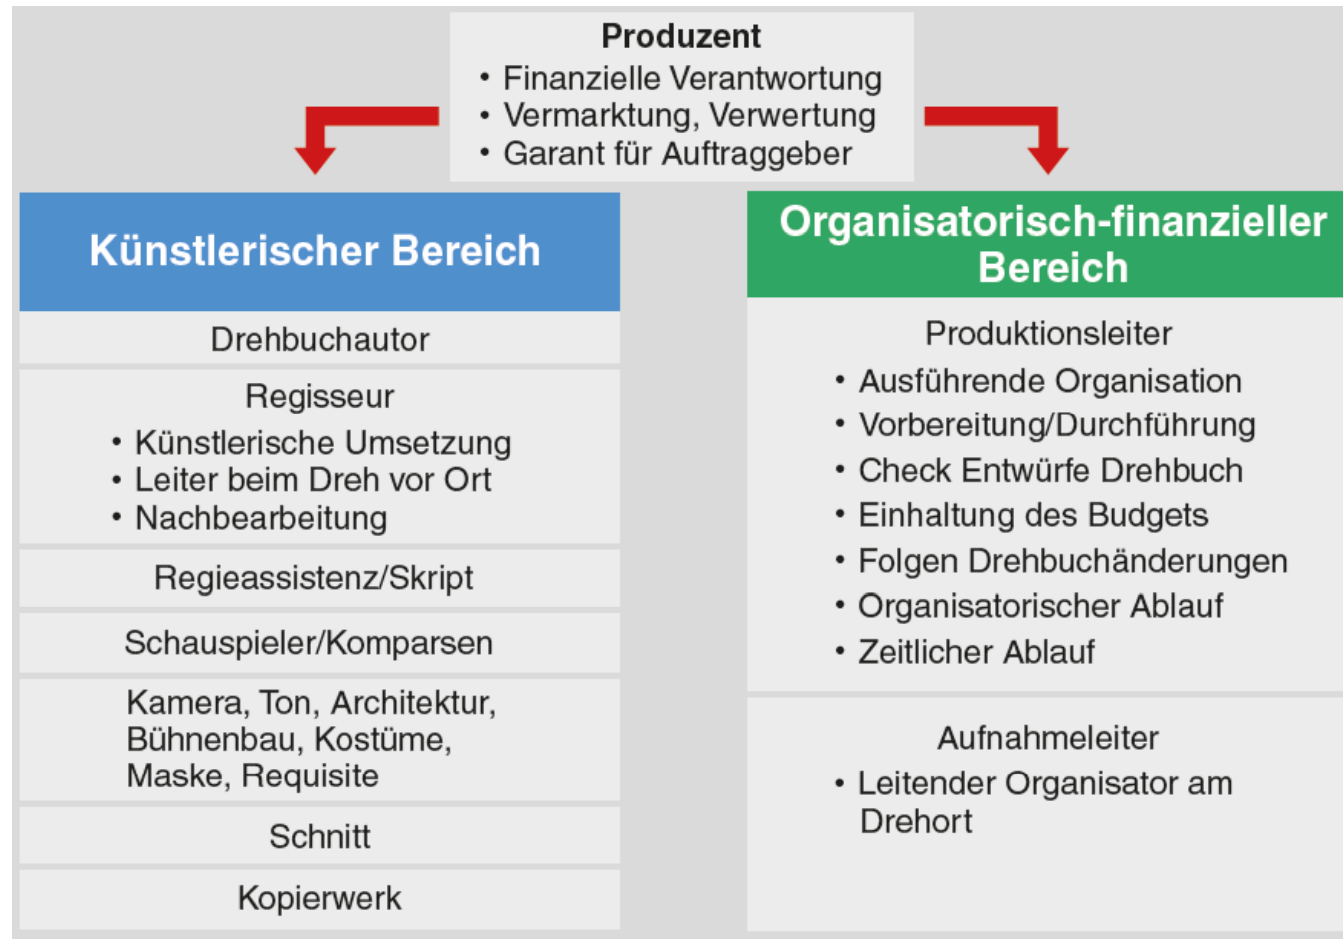 Produzent
• Finanzielle Verantwortung
• Vermarktung, Verwertung
• Garant für Auftraggeber
Künstlerischer Bereich
Drehbuchautor
Regisseur
• Künstlerische Umsetzung
• Leiter beim Dreh vor Ort
• Nachbearbeitung
Regieassistenz/Skript
Schauspieler/Komparsen
Kamera, Ton, Architektur,
Bühnenbau, Kostüme,
Maske, Requisite
Schnitt
Kopierwerk
Organisatorisch-finanzieller
Bereich
Produktionsleiter
• Ausführende Organisation
• Vorbereitung/Durchführung
• Check Entwürfe Drehbuch
• Einhaltung des Budgets
• Folgen Drehbuchänderungen
• Organisatorischer Ablauf
• Zeitlicher Ablauf
Aufnahmeleiter
• Leitender Organisator am
Drehort